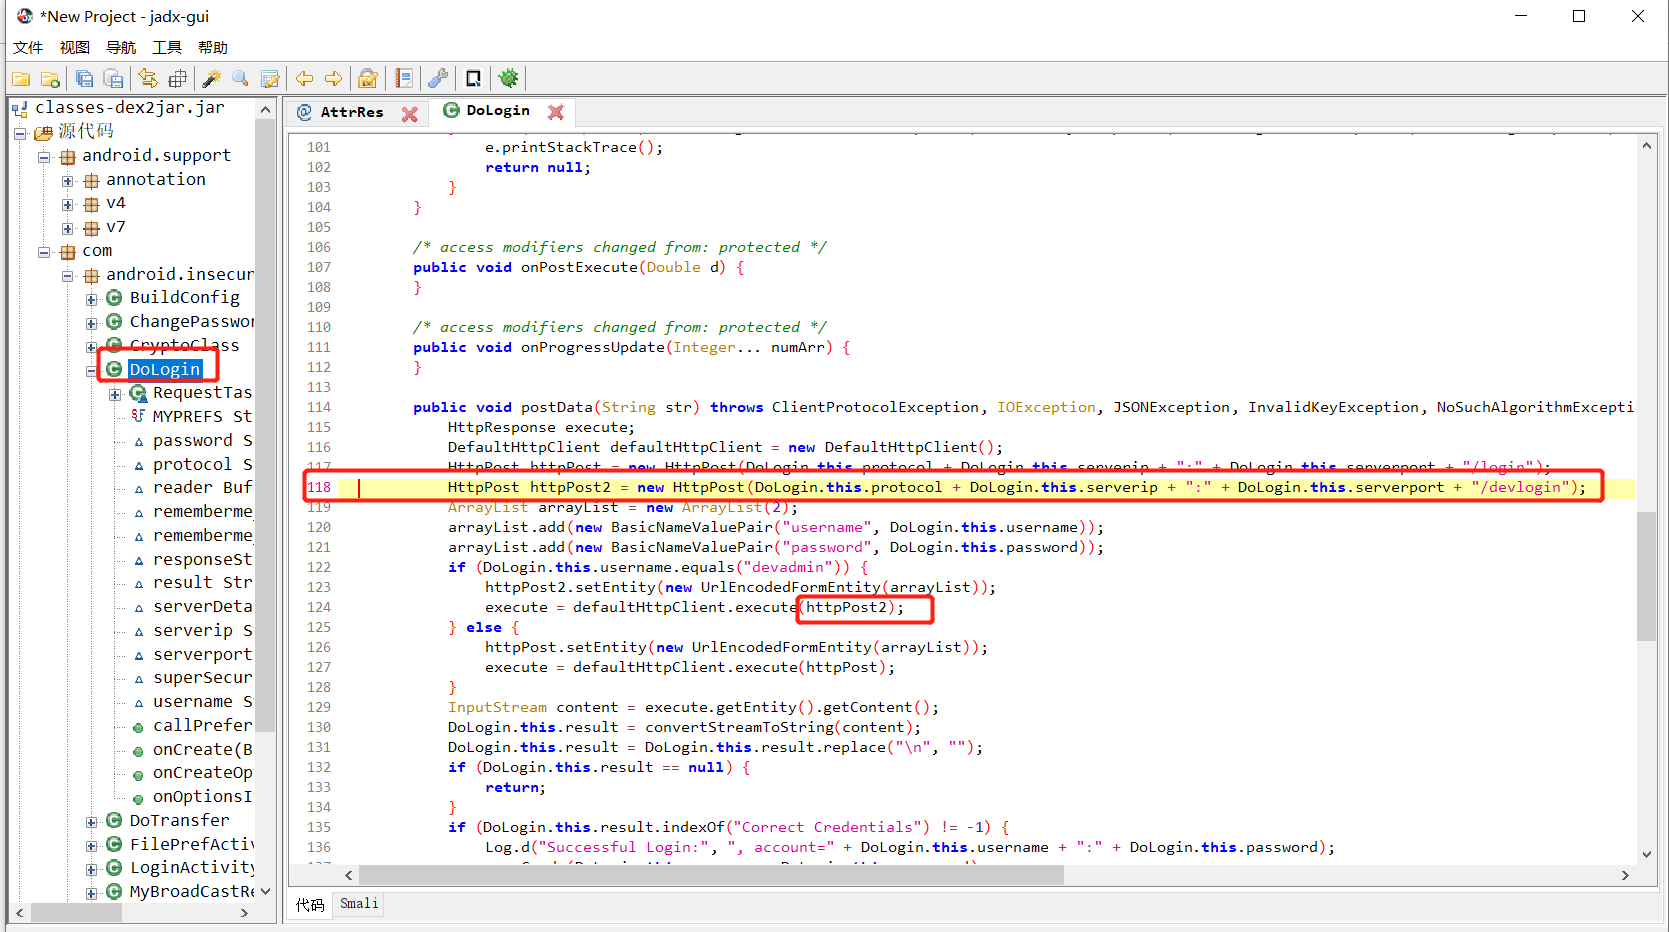 *New Project - jadx-gui
文件 视图 导航 工具 帮助
classes-dex2jar.jar
源代码
android.support
annotation
v4
v7
com
android.insecur
BuildConfig
ChangePasswor
CryptoClass
DoLogin
RequestTas
MYPREFS St
password S
protocol S
reader Buf
rememberme
rememberme
responseSt
result Str
serverDeta
serverip S
serverport
superSecur
username S
callPrefer
onCreate(B
onCreateOp
onOptionsI
DoTransfer
FilePrefActiv
LoginActivity
MyBroadCastRe
AttrRes
DoLogin
101 e.printStackTrace();
102 return null;
103 }
104 }
105
106 /* access modifiers changed from: protected */
107 public void onPostExecute(Double d) {
108 }
109
110 /* access modifiers changed from: protected */
111 public void onProgressUpdate(Integer... numArr) {
112 }
113
114 public void postData(String str) throws ClientProtocolException, IOException, JSONException, InvalidKeyException, NoSuchAlgorithmExcepti
115 HttpResponse execute;
116 DefaultHttpClient defaultHttpClient = new DefaultHttpClient();
117 HttpPost httpPost = new HttpPost(DoLogin.this.protocol + DoLogin.this.serverip + ":" + DoLogin.this.serverport + "/login");
118 HttpPost httpPost2 = new HttpPost(DoLogin.this.protocol + DoLogin.this.serverip + ":" + DoLogin.this.serverport + "/devlogin");
119 ArrayList arrayList = new ArrayList(2);
120 arrayList.add(new BasicNameValuePair("username", DoLogin.this.username));
121 arrayList.add(new BasicNameValuePair("password", DoLogin.this.password));
122 if (DoLogin.this.username.equals("devadmin")) {
123 httpPost2.setEntity(new UrlEncodedFormEntity(arrayList));
124 execute = defaultHttpClient.execute(httpPost2);
125 } else {
126 httpPost.setEntity(new UrlEncodedFormEntity(arrayList));
127 execute = defaultHttpClient.execute(httpPost);
128 }
129 InputStream content = execute.getEntity().getContent();
130 DoLogin.this.result = convertStreamToString(content);
131 DoLogin.this.result = DoLogin.this.result.replace("\n", "");
132 if (DoLogin.this.result == null) {
133 return;
134 }
135 if (DoLogin.this.result.indexOf("Correct Credentials") != -1) {
136 Log.d("Successful Login:", ", account=" + DoLogin.this.username + ":" + DoLogin.this.password);
代码 Smali